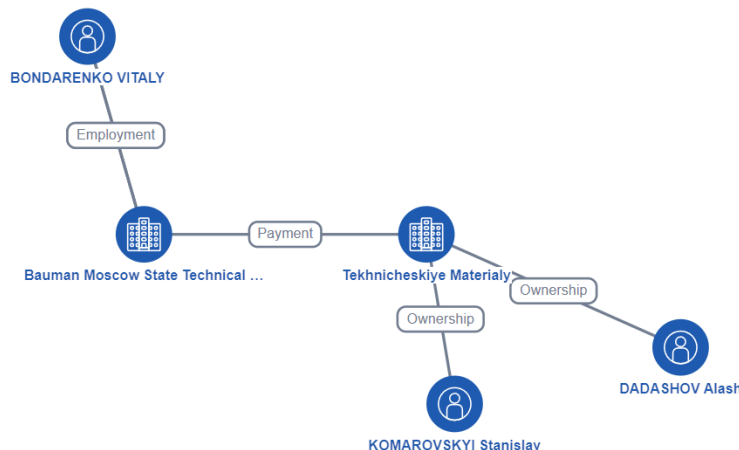 BONDARENKO VITALY
Employment
Payment
Bauman Moscow State Technical ...
Tekhnicheskiye Materialy
Ownership
Ownership
DADASHOV Alash
KOMAROVSKYI Stanislav